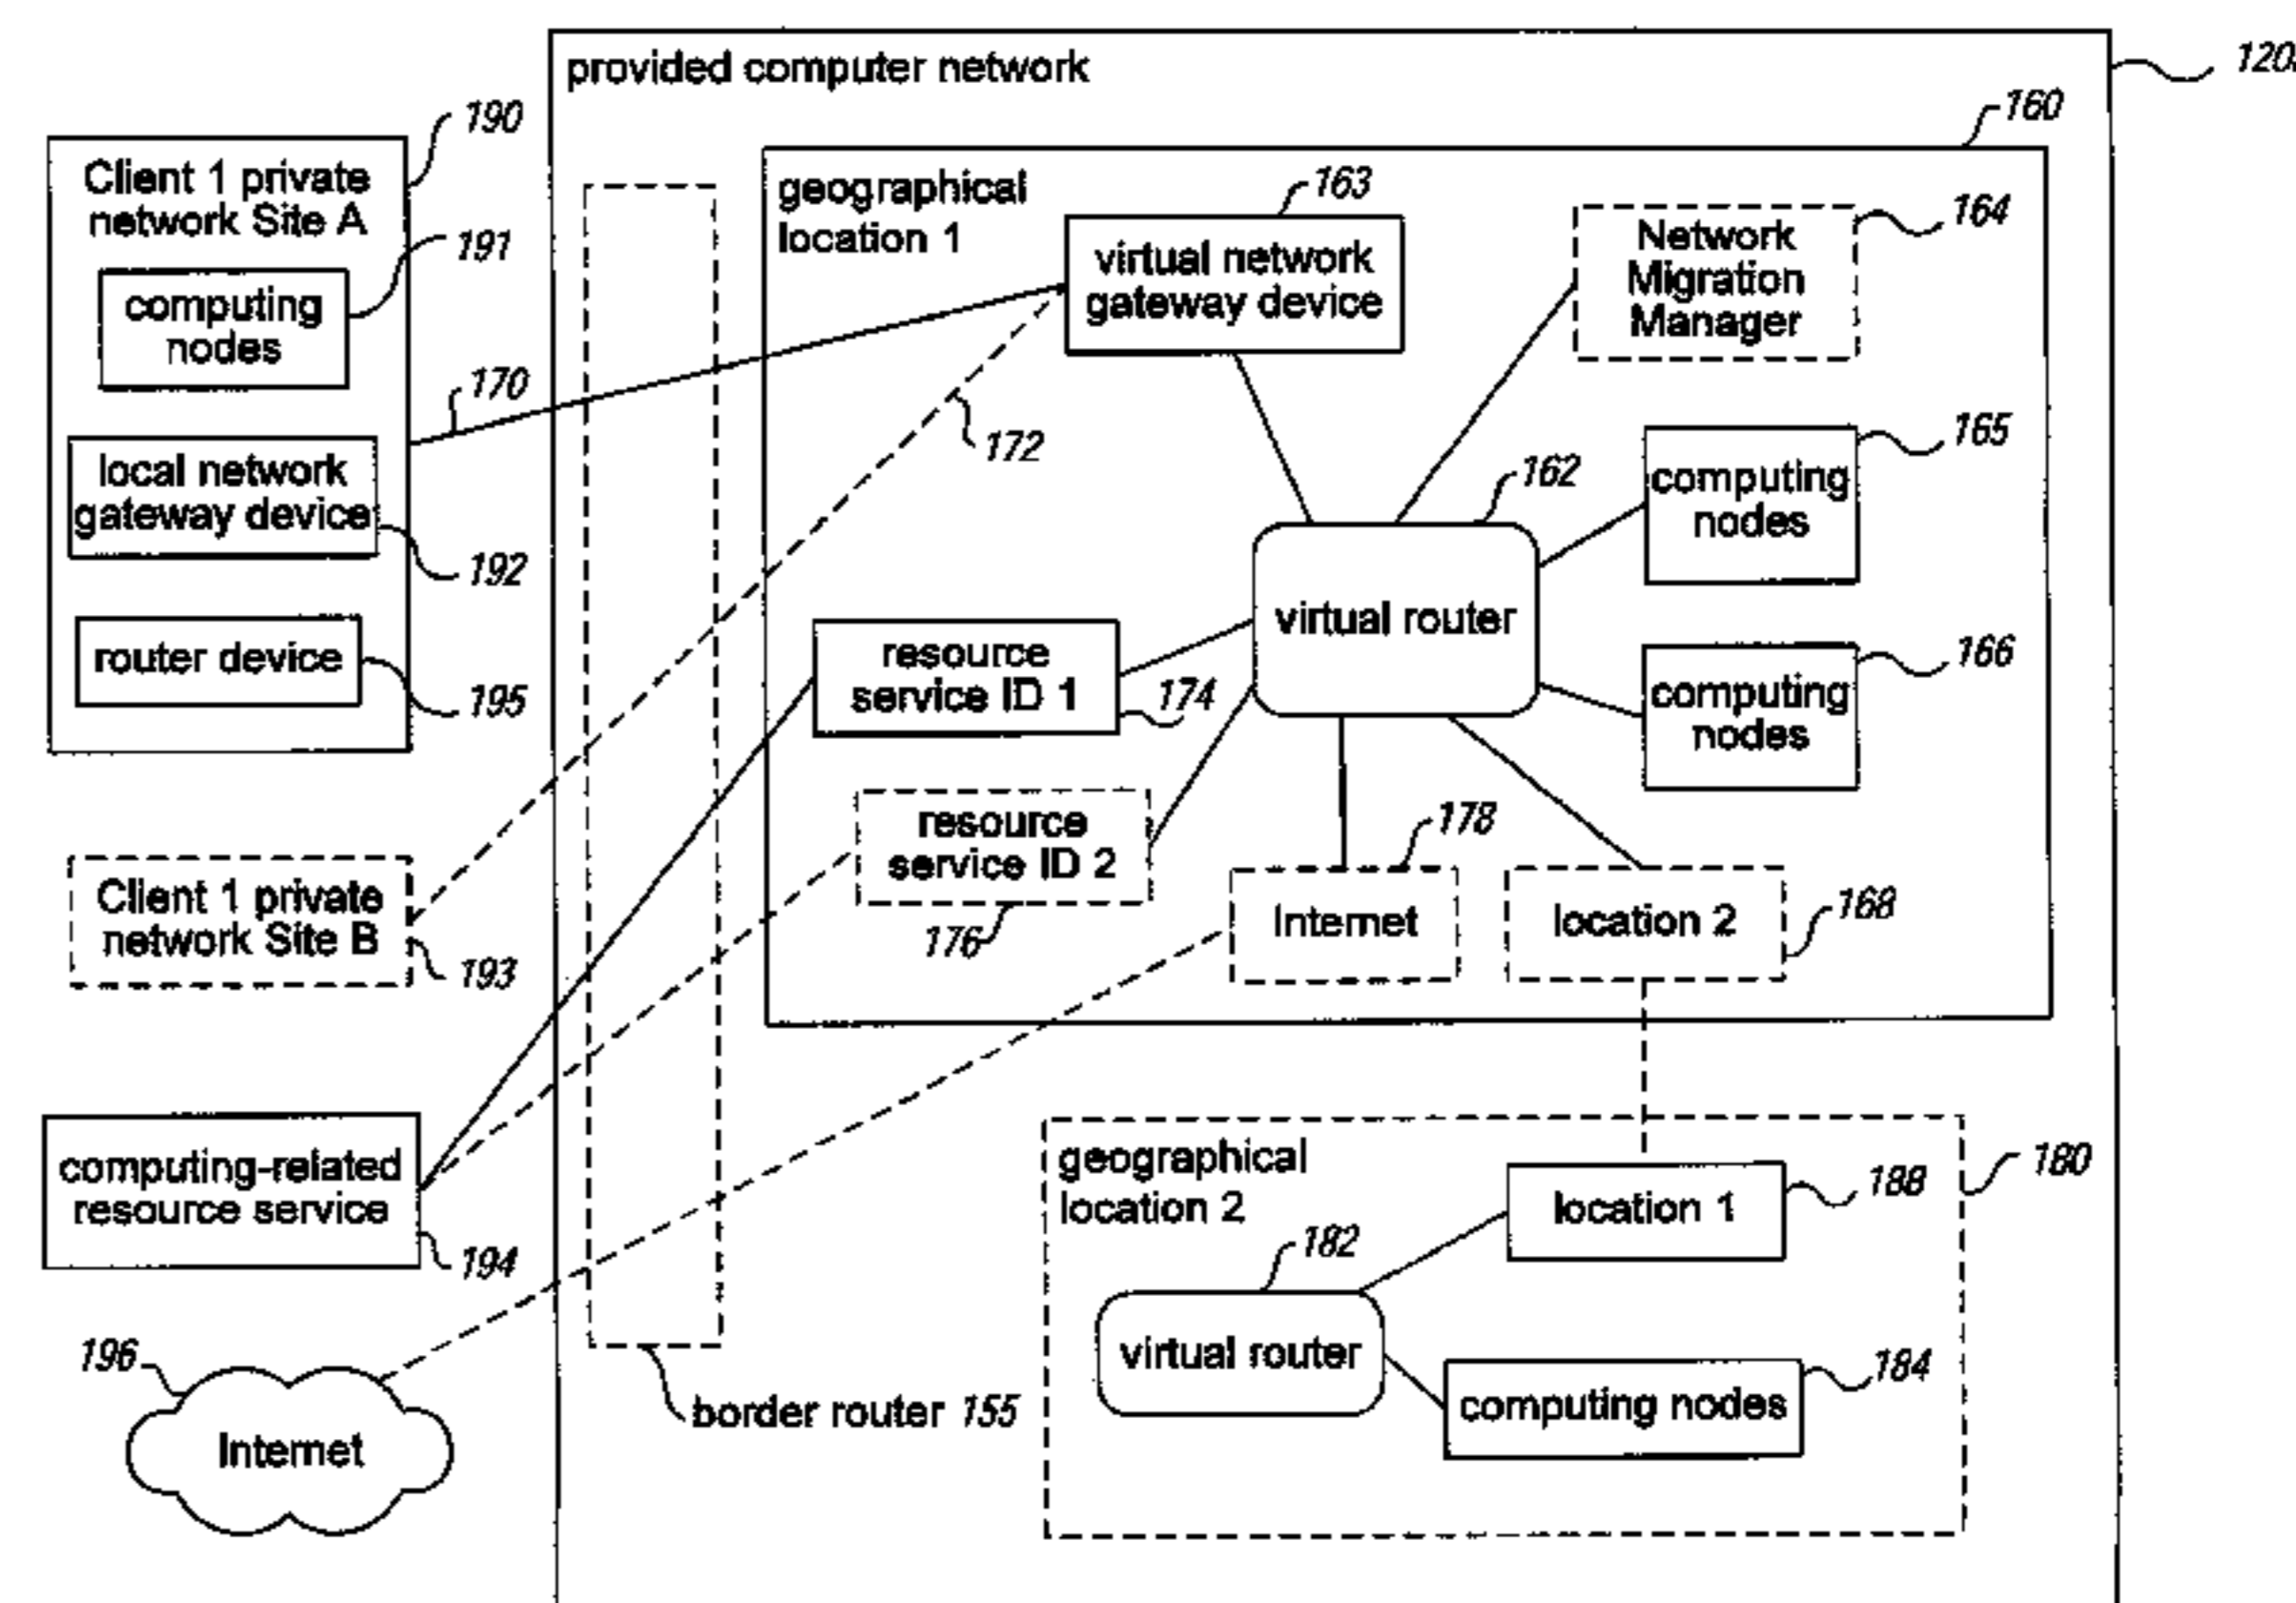 provided computer network
120
160
190
Client 1 private
network Site A
191
computing
nodes
170
local network
gateway device
192
router device
195
geographical
location 1
163
virtual network
gateway device
164
Network
Migration
Manager
172
162
virtual router
165
computing
nodes
166
computing
nodes
resource
service ID 1
174
resource
service ID 2
176
178
Internet
location 2
168
Client 1 private
network Site B
193
computing-related
resource service
194
196
Internet
border router 155
geographical
location 2
180
location 1
188
182
virtual router
computing nodes
184